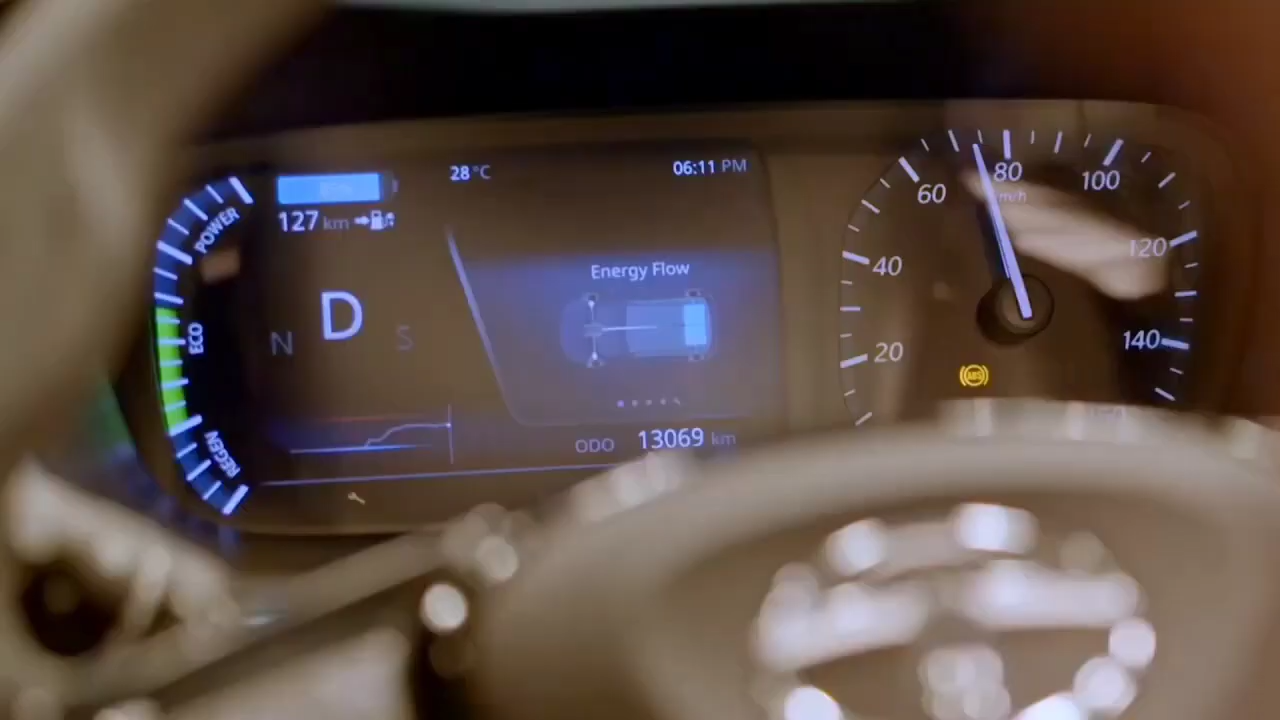 28°C
06:11 PM
127 km
POWER
ECO
REGEN
N D S
Energy Flow
ODO 13069 km
20
40
60
80
100
120
140
ABS